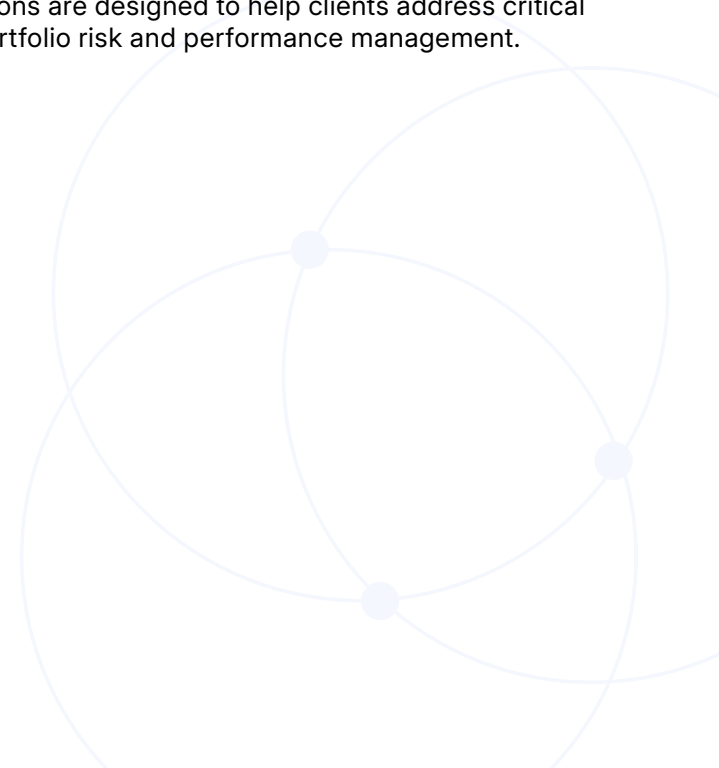 ons are designed to help clients address critical
rtfolio risk and performance management.